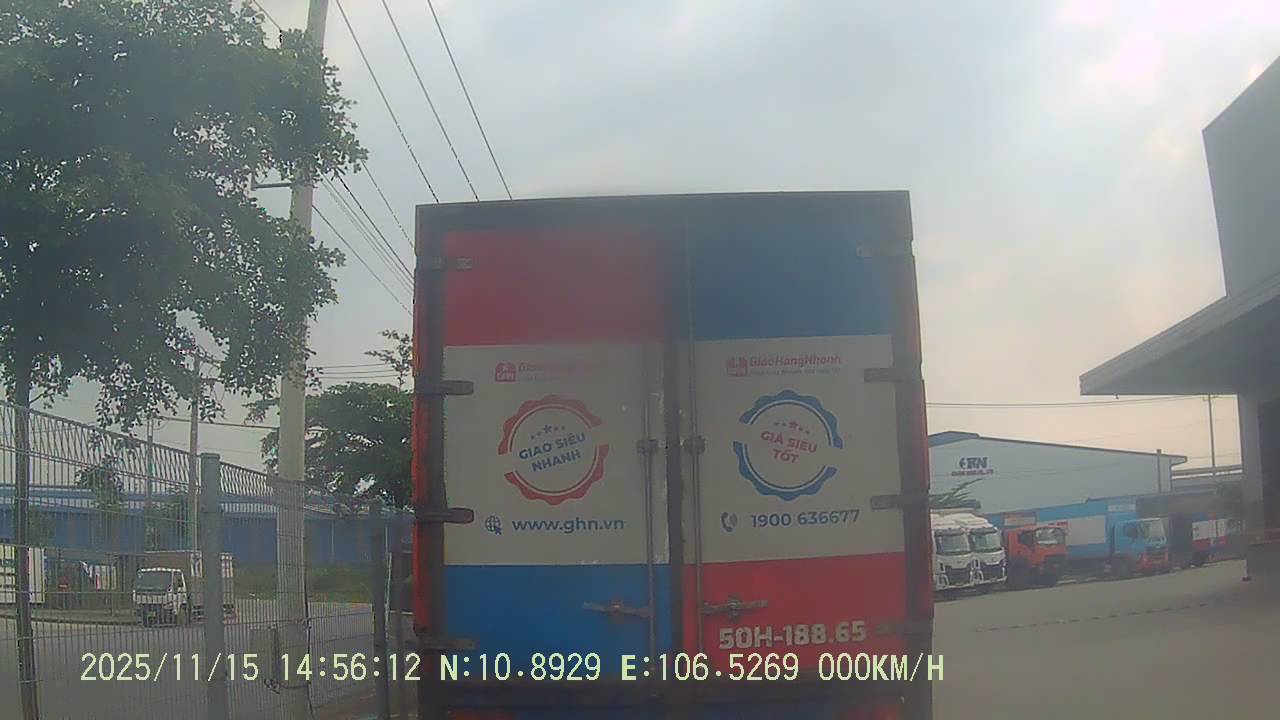 GiaoHangNhanh
GHN
GIAO SIÊU
NHANH
www.ghn.vn
GiaoHangNhanh
GHN
GIÁ SIÊU
TỐT
1900 636677
50H-188.65
2025/11/15 14:56:12 N:10.8929 E:106.5269 000KM/H